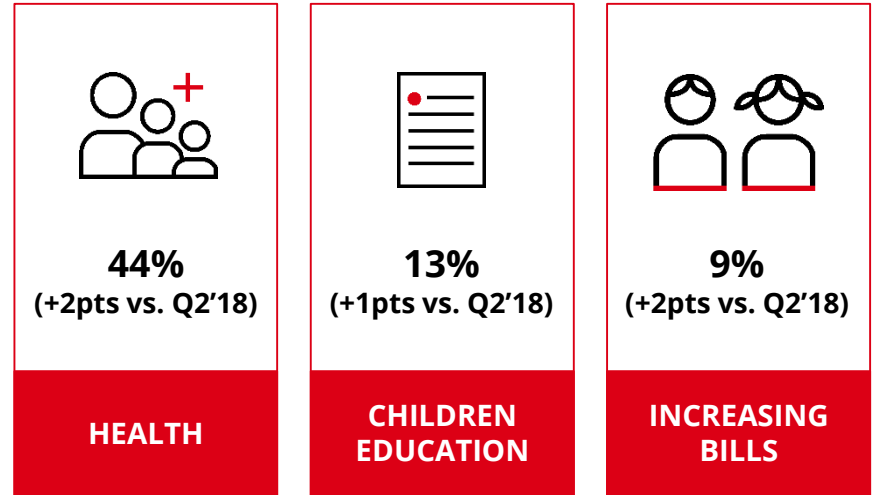 44%
(+2pts vs. Q2’18)
HEALTH
13%
(+1pts vs. Q2’18)
CHILDREN
EDUCATION
9%
(+2pts vs. Q2’18)
INCREASING
BILLS